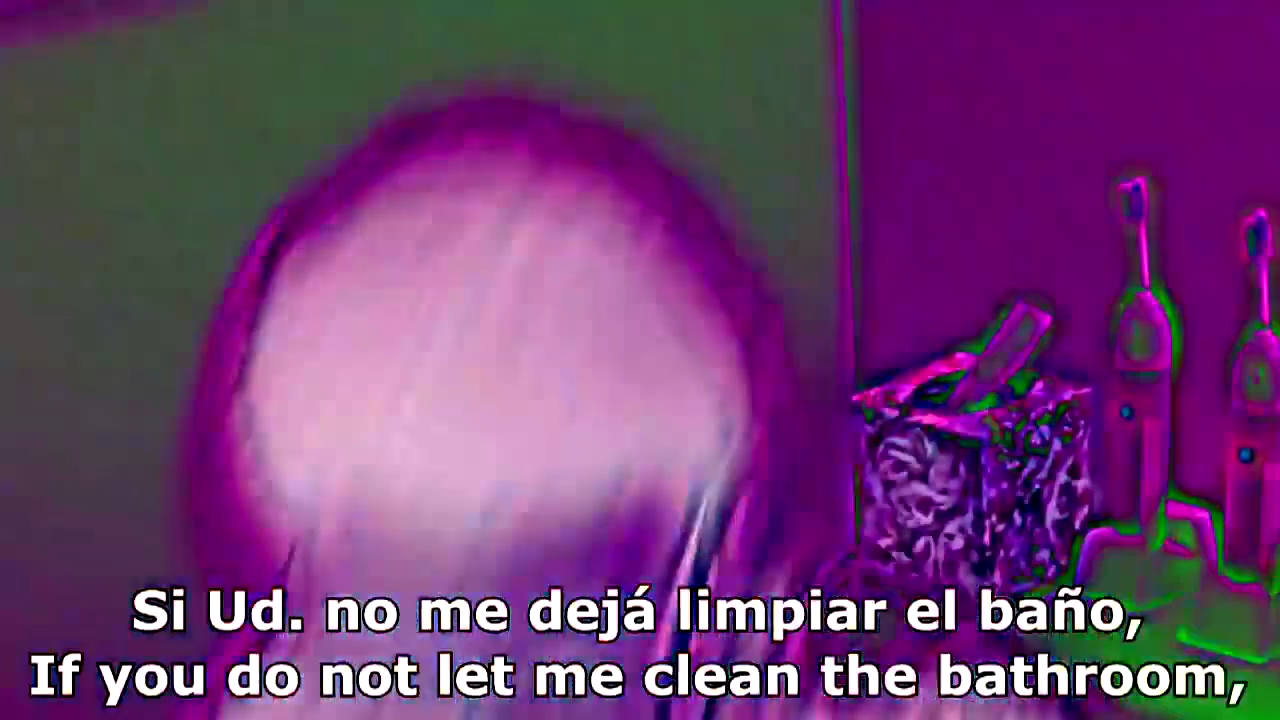 Si Ud. no me dejá limpiar el baño,
If you do not let me clean the bathroom,